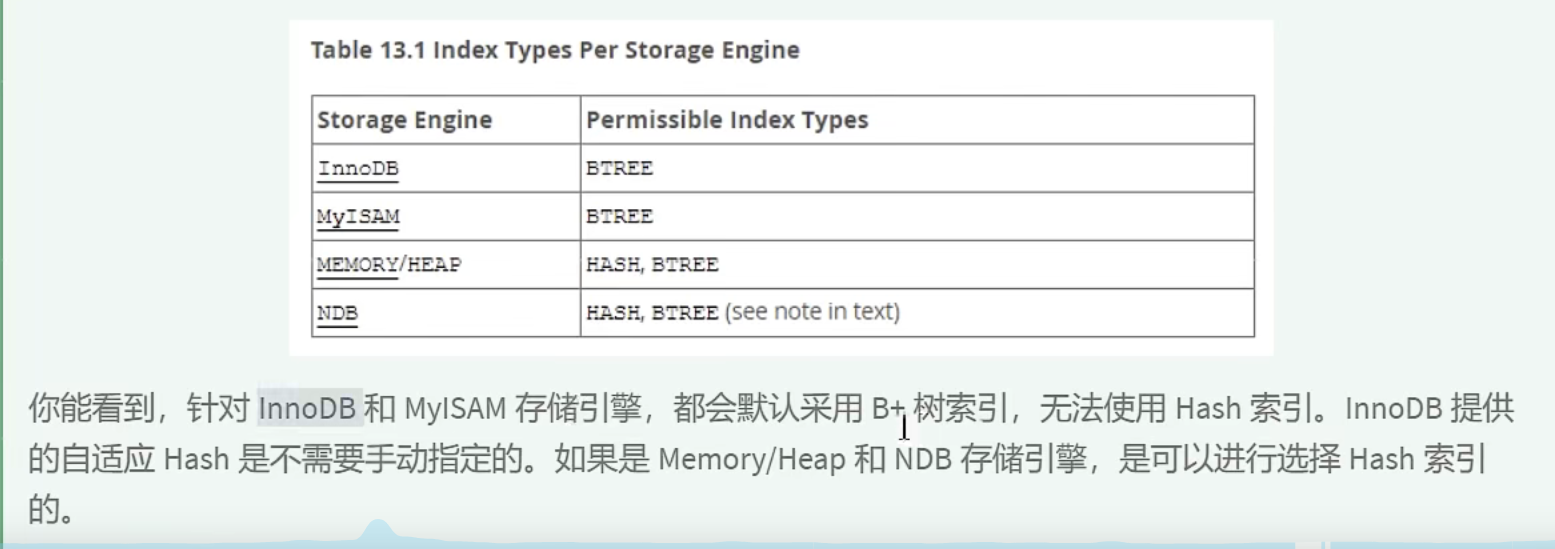 Table 13.1 Index Types Per Storage Engine
Storage Engine Permissible Index Types
InnoDB BTREE
MyISAM BTREE
MEMORY/HEAP HASH, BTREE
NDB HASH, BTREE (see note in text)
你能看到，针对 InnoDB 和 MyISAM 存储引擎，都会默认采用 B+ 树索引，无法使用 Hash 索引。InnoDB 提供
的自适应 Hash 是不需要手动指定的。如果是 Memory/Heap 和 NDB 存储引擎，是可以进行选择 Hash 索引
的。